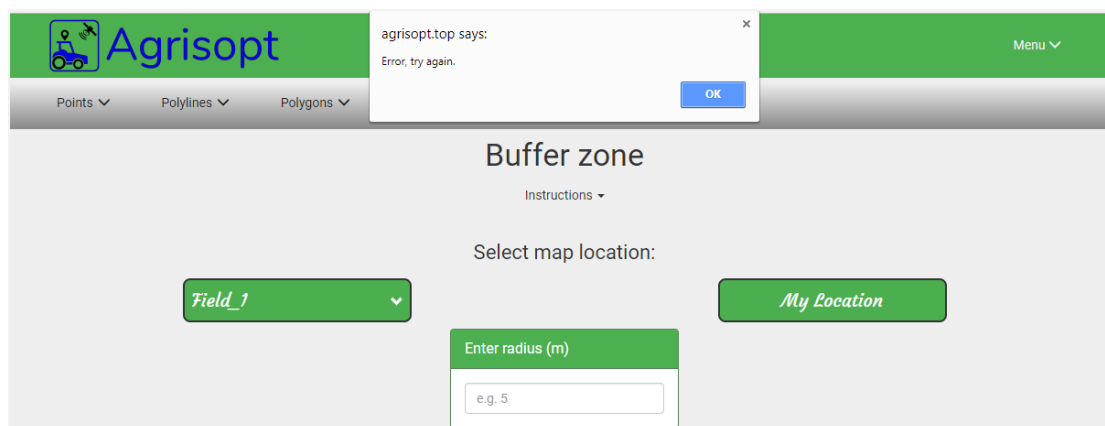 Agrisopt
agrisopt.top says:
Error, try again.
OK
Menu
Points Polylines Polygons
Buffer zone
Instructions
Select map location:
Field_1
My Location
Enter radius (m)
e.g. 5